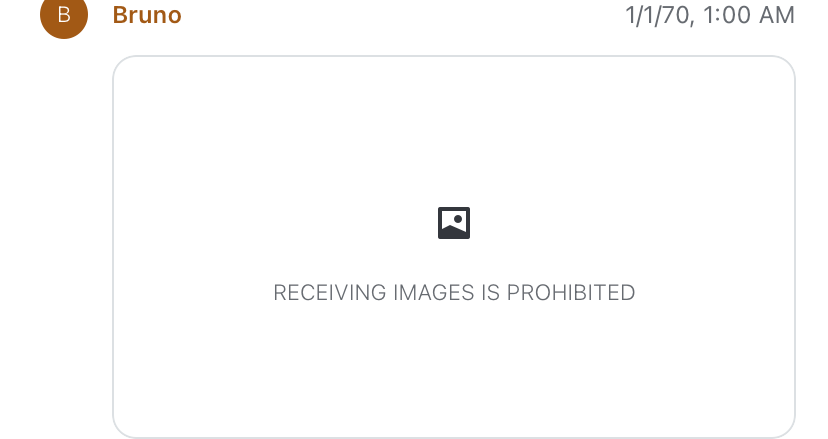 B Bruno 1/1/70, 1:00 AM
RECEIVING IMAGES IS PROHIBITED